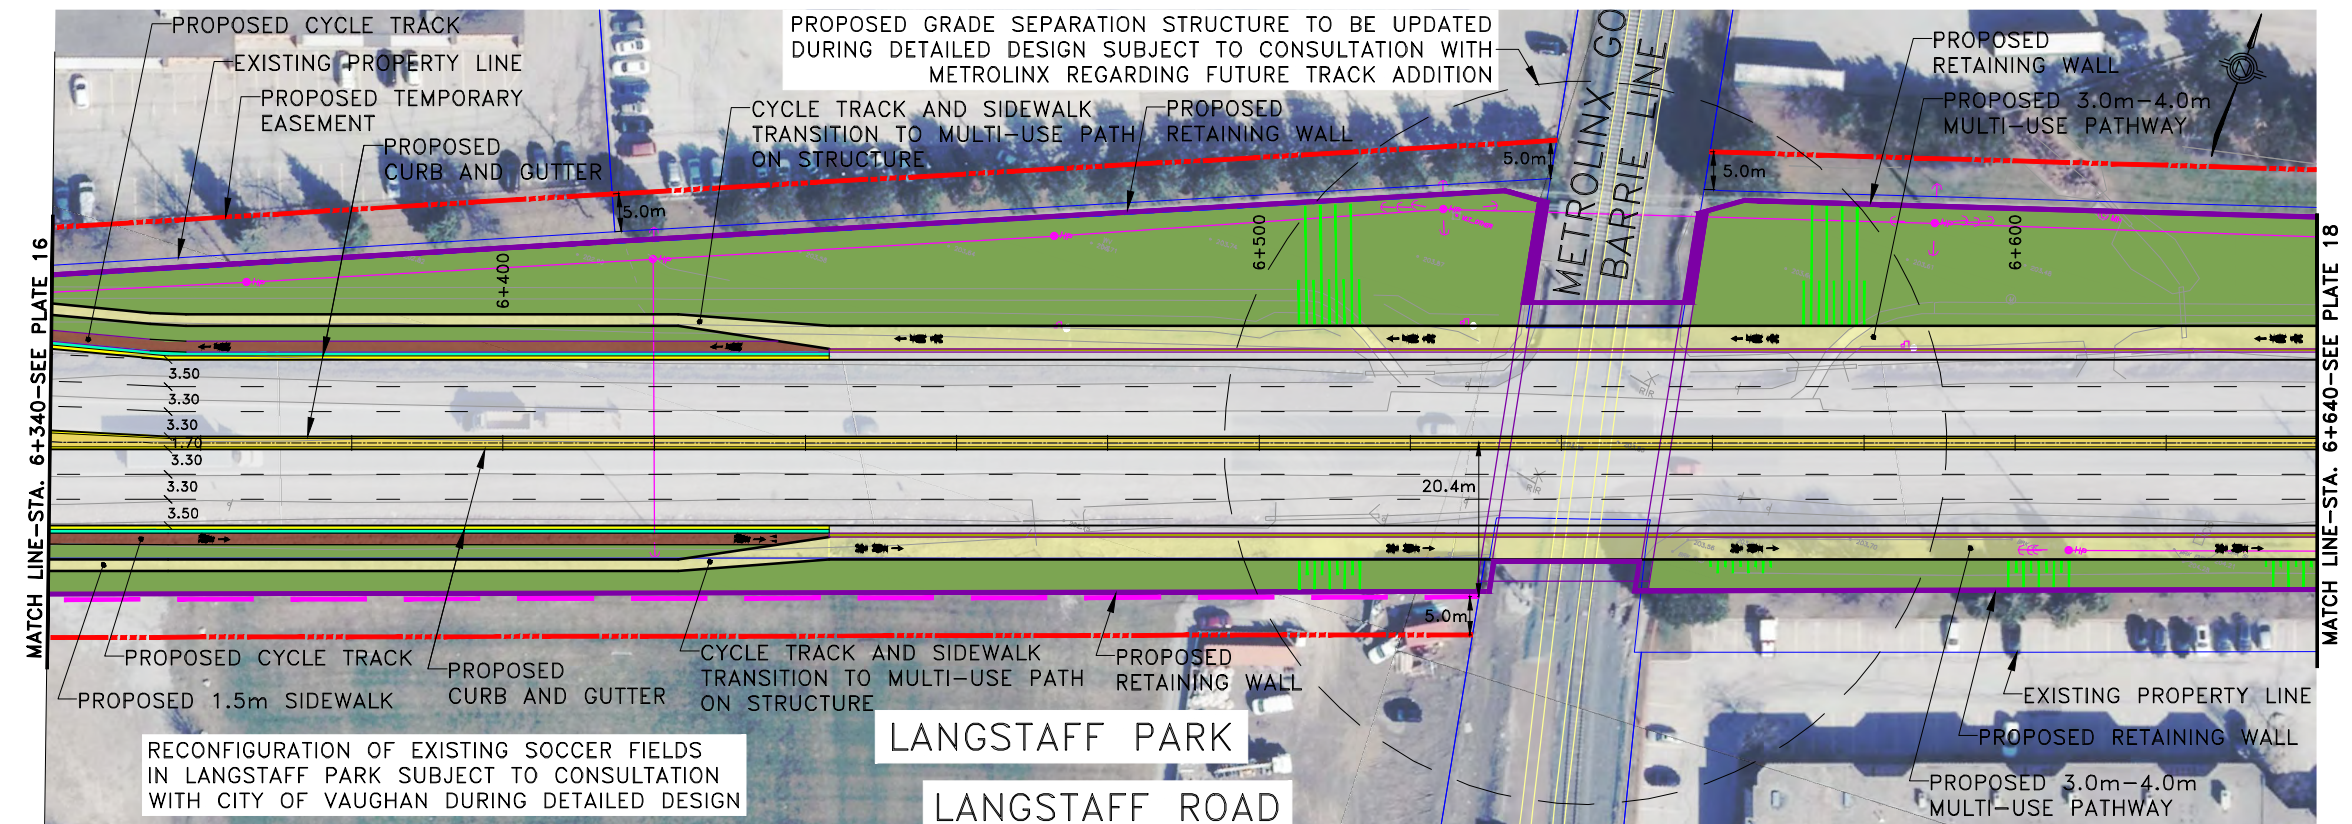 PROPOSED CYCLE TRACK
EXISTING PROPERTY LINE
PROPOSED TEMPORARY
EASEMENT
PROPOSED
CURB AND GUTTER
PROPOSED GRADE SEPARATION STRUCTURE TO BE UPDATED
DURING DETAILED DESIGN SUBJECT TO CONSULTATION WITH
METROLINX REGARDING FUTURE TRACK ADDITION
CYCLE TRACK AND SIDEWALK
TRANSITION TO MULTI-USE PATH
ON STRUCTURE
PROPOSED
RETAINING WALL
METROLINX GO
BARRIE LINE
PROPOSED
RETAINING WALL
PROPOSED 3.0m-4.0m
MULTI-USE PATHWAY
5.0m
5.0m
5.0m
6+400
6+500
6+600
HP
HP
HP
HP
HP
MATCH LINE-STA. 6+340-SEE PLATE 16
MATCH LINE-STA. 6+640-SEE PLATE 18
3.50
3.30
3.30
1.70
3.30
3.30
3.50
20.4m
5.0m
HP
PROPOSED CYCLE TRACK
PROPOSED 1.5m SIDEWALK
PROPOSED
CURB AND GUTTER
CYCLE TRACK AND SIDEWALK
TRANSITION TO MULTI-USE PATH
ON STRUCTURE
PROPOSED
RETAINING WALL
EXISTING PROPERTY LINE
PROPOSED RETAINING WALL
PROPOSED 3.0m-4.0m
MULTI-USE PATHWAY
LANGSTAFF PARK
LANGSTAFF ROAD
RECONFIGURATION OF EXISTING SOCCER FIELDS
IN LANGSTAFF PARK SUBJECT TO CONSULTATION
WITH CITY OF VAUGHAN DURING DETAILED DESIGN